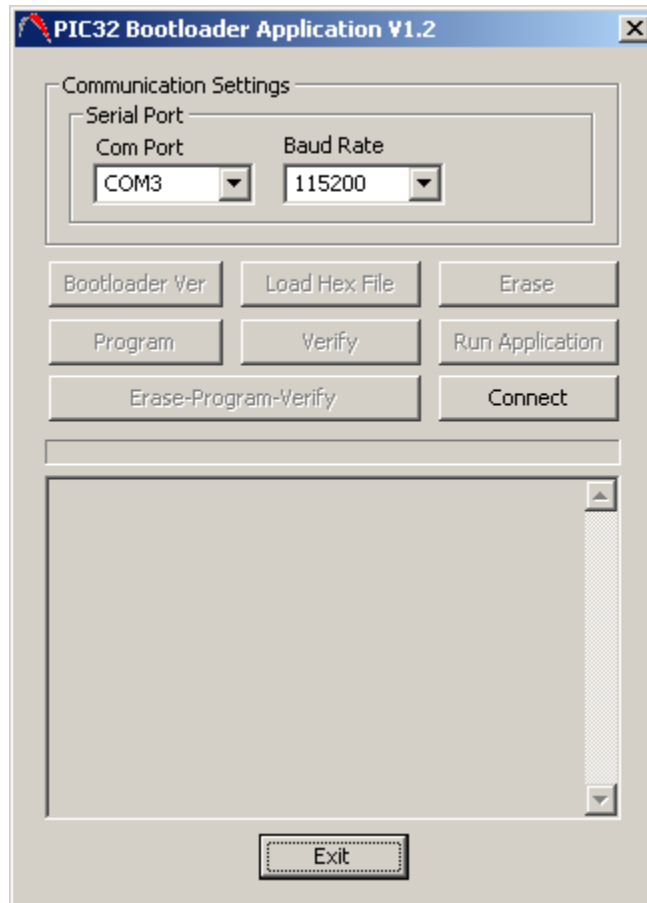 PIC32 Bootloader Application V1.2
Communication Settings
Serial Port
Com Port Baud Rate
COM3 115200
Bootloader Ver Load Hex File Erase
Program Verify Run Application
Erase-Program-Verify Connect
Exit